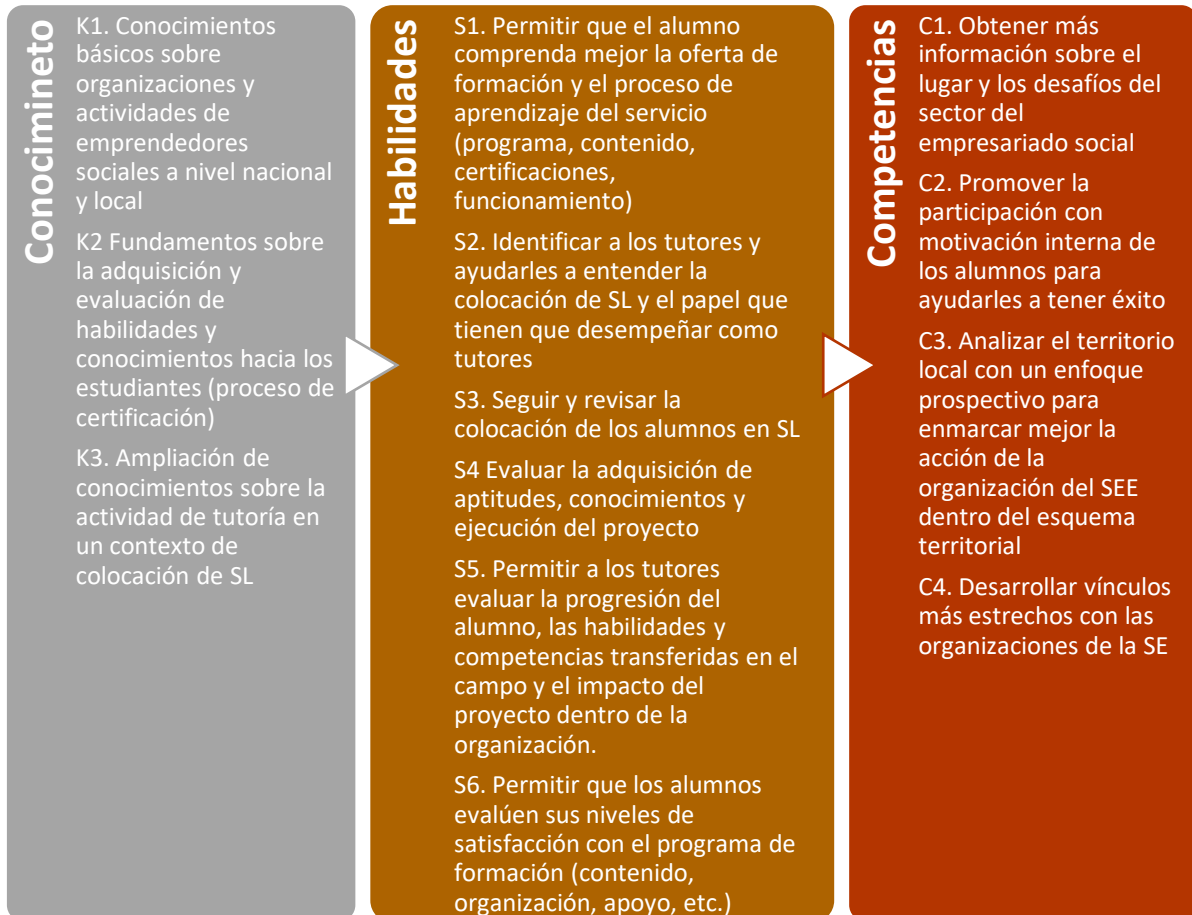 Conocimineto
K1. Conocimientos
básicos sobre
organizaciones y
actividades de
emprendedores
sociales a nivel nacional
y local
K2 Fundamentos sobre
la adquisición y
evaluación de
habilidades y
conocimientos hacia los
estudiantes (proceso de
certificación)
K3. Ampliación de
conocimientos sobre la
actividad de tutoría en
un contexto de
colocación de SL
Habilidades
S1. Permitir que el alumno
comprenda mejor la oferta de
formación y el proceso de
aprendizaje del servicio
(programa, contenido,
certificaciones,
funcionamiento)
S2. Identificar a los tutores y
ayudarles a entender la
colocación de SL y el papel que
tienen que desempeñar como
tutores
S3. Seguir y revisar la
colocación de los alumnos en SL
S4 Evaluar la adquisición de
aptitudes, conocimientos y
ejecución del proyecto
S5. Permitir a los tutores
evaluar la progresión del
alumno, las habilidades y
competencias transferidas en el
campo y el impacto del
proyecto dentro de la
organización.
S6. Permitir que los alumnos
evalúen sus niveles de
satisfacción con el programa de
formación (contenido,
organización, apoyo, etc.)
Competencias
C1. Obtener más
información sobre el
lugar y los desafíos del
sector del
empresariado social
C2. Promover la
participación con
motivación interna de
los alumnos para
ayudarles a tener éxito
C3. Analizar el territorio
local con un enfoque
prospectivo para
enmarcar mejor la
acción de la
organización del SEE
dentro del esquema
territorial
C4. Desarrollar vínculos
más estrechos con las
organizaciones de la SE